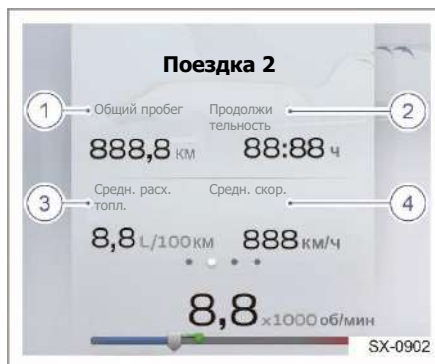 Поездка 2
1 Общий пробег Продолжи 2
тельность
888,8 км 88:88 ч
3 Средн. расх. Средн. скор. 4
топл.
8,8 L/100км 888 км/ч
8,8 x1000 об/мин
SX-0902